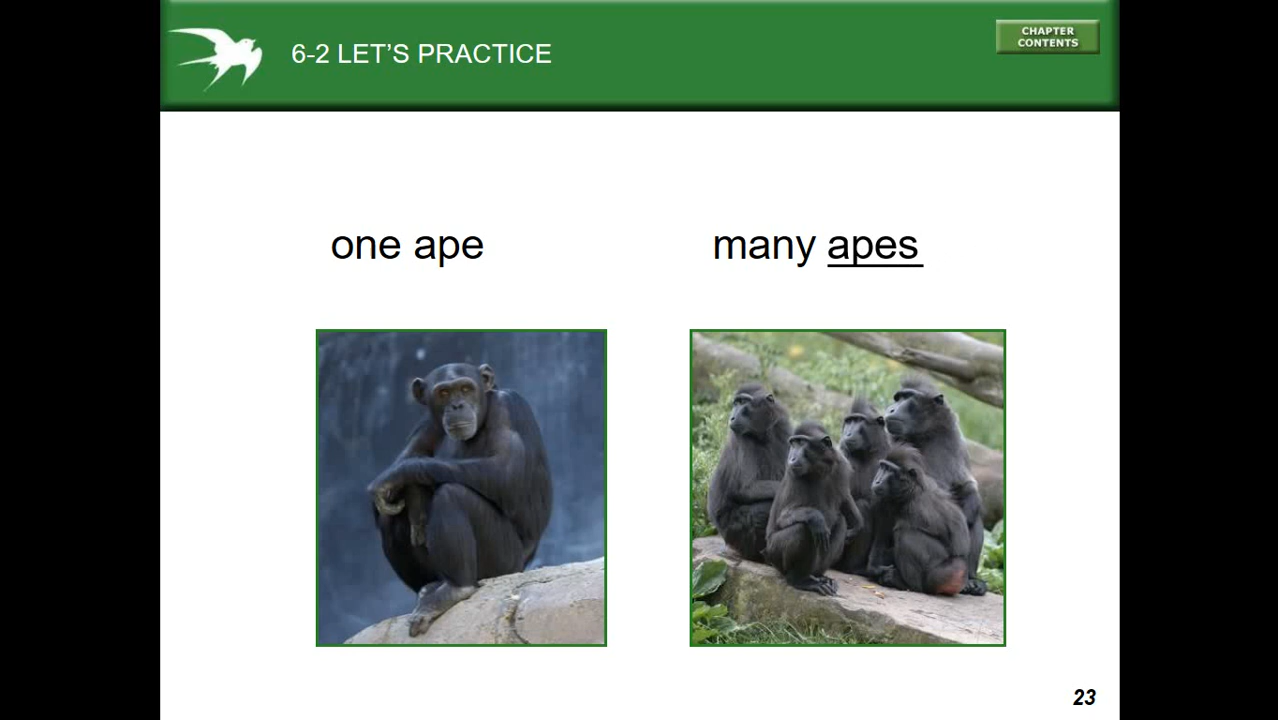 6-2 LET’S PRACTICE
CHAPTER
CONTENTS
one ape
many apes
23